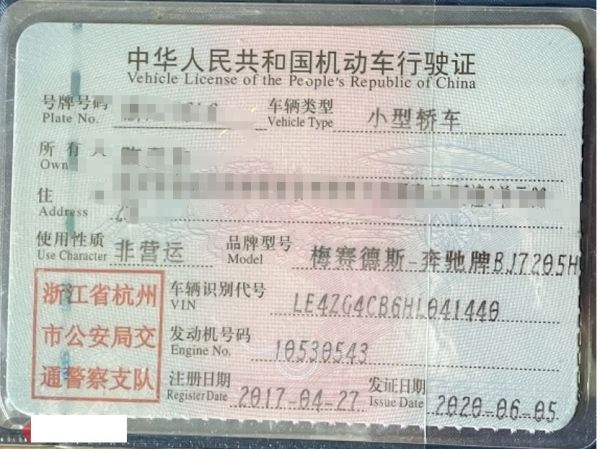 中华人民共和国机动车行驶证
Vehicle License of the People's Republic of China
号牌号码 车辆类型 小型轿车
Plate No. Vehicle Type
所有人
Own
住
Address
使用性质 非营运 品牌型号 梅赛德斯-奔驰牌BJ7205H
Use Character Model
浙江省杭州
市公安局交
通警察支队
车辆识别代号 LE4ZG4CB6HL041440
VIN
发动机号码 10530543
Engine No.
注册日期 2017-04-27 发证日期 2020-06-05
Register Date Issue Date